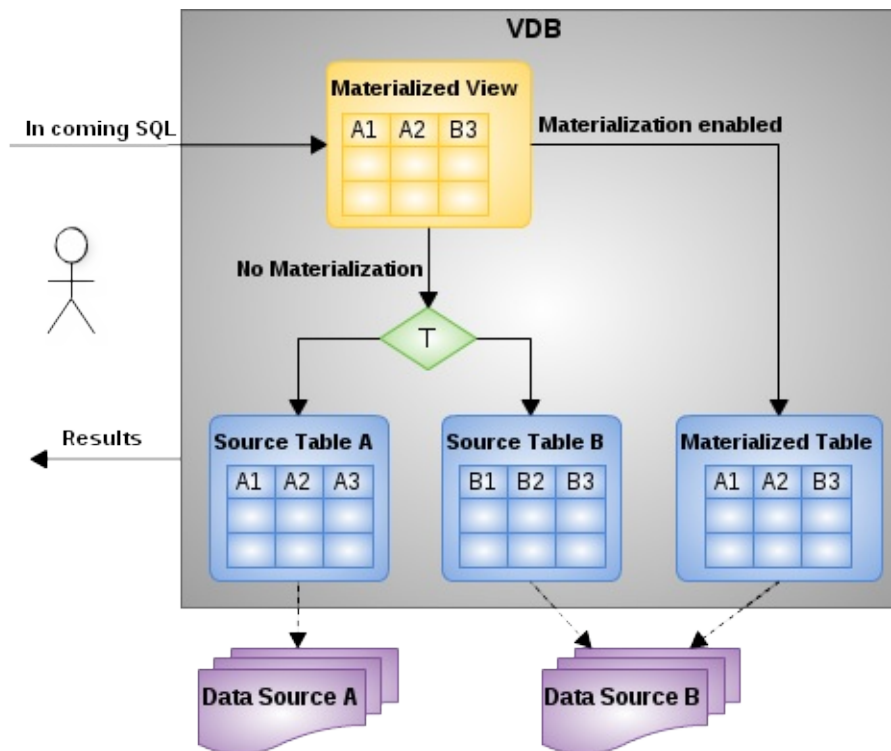 VDB
Materialized View
A1 A2 B3
In coming SQL
Materialization enabled
No Materialization
T
Results
Source Table A
A1 A2 A3
Source Table B
B1 B2 B3
Materialized Table
A1 A2 B3
Data Source A
Data Source B